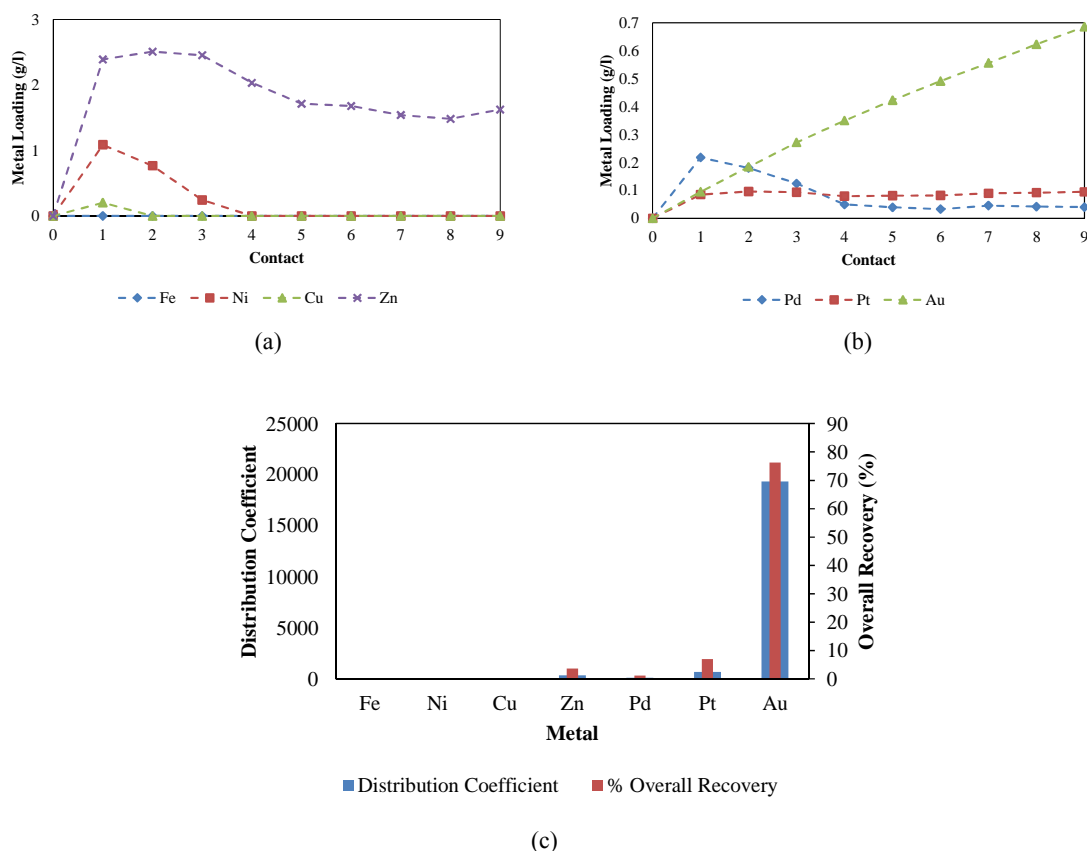 3
2
1
0
Metal Loading (g/l)
0 1 2 3 4 5 6 7 8 9
Contact
Fe Ni Cu Zn
(a)
0.7
0.6
0.5
0.4
0.3
0.2
0.1
0
Metal Loading (g/l)
0 1 2 3 4 5 6 7 8 9
Contact
Pd Pt Au
(b)
25000
20000
15000
10000
5000
0
Distribution Coefficient
90
80
70
60
50
40
30
20
10
0
Overall Recovery (%)
Fe Ni Cu Zn Pd Pt Au
Metal
Distribution Coefficient % Overall Recovery
(c)